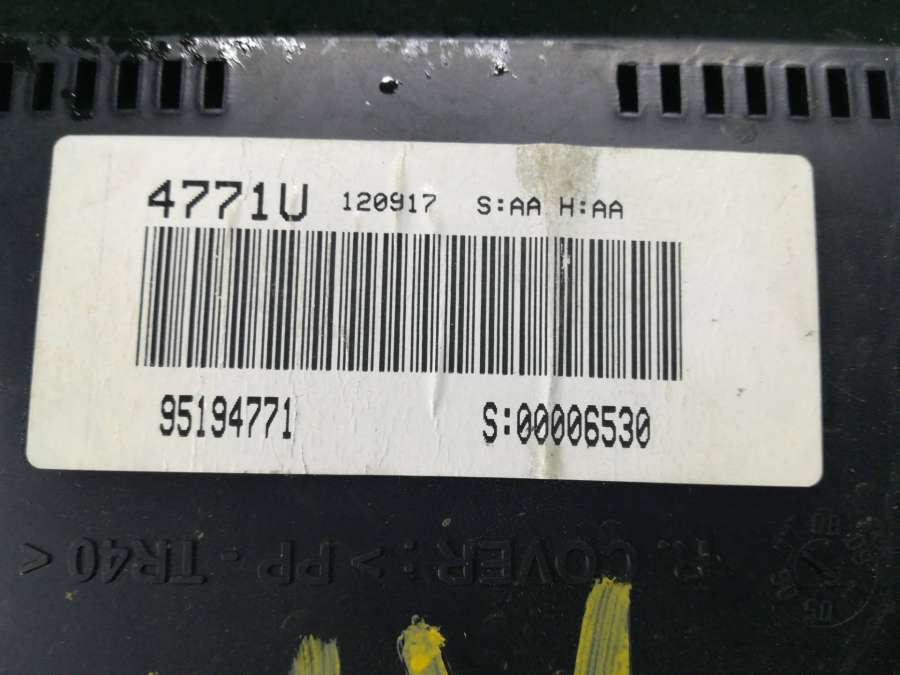 4771U 120917 S:AA H:AA
95194771 S:00006530
R. COVER : >PP - TR40<